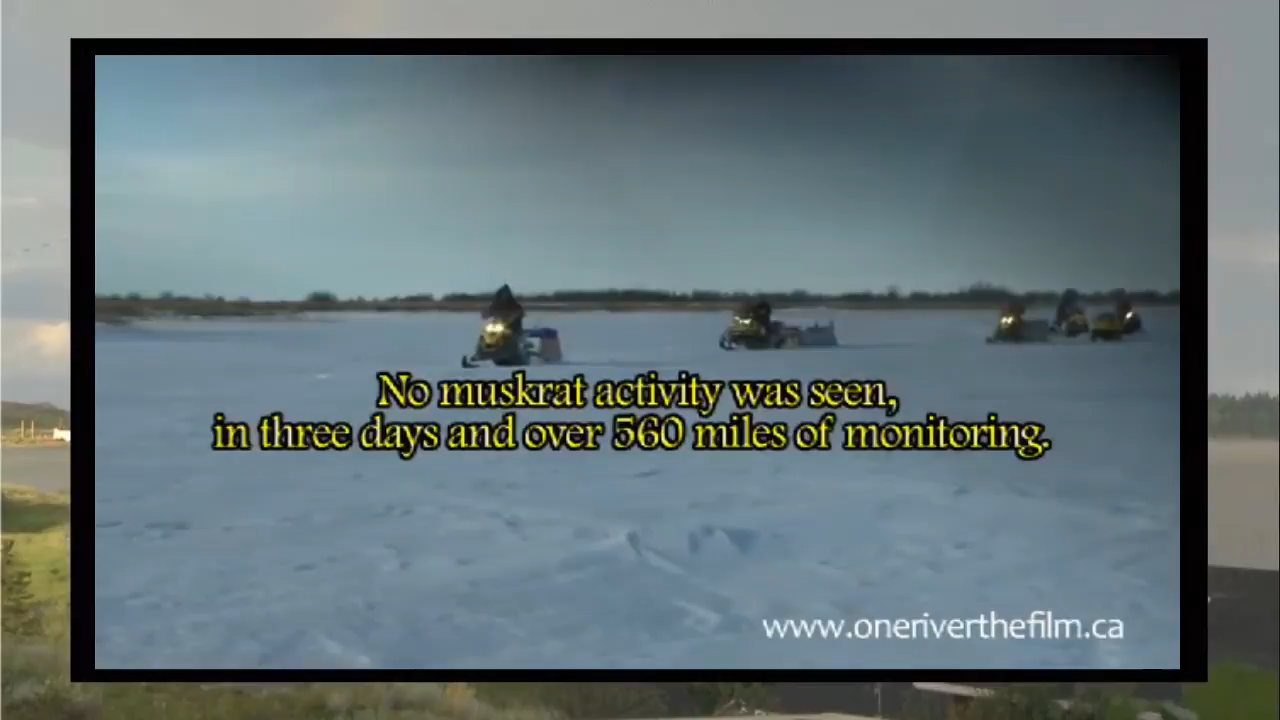 No muskrat activity was seen,
in three days and over 560 miles of monitoring.
www.oneriverthefilm.ca